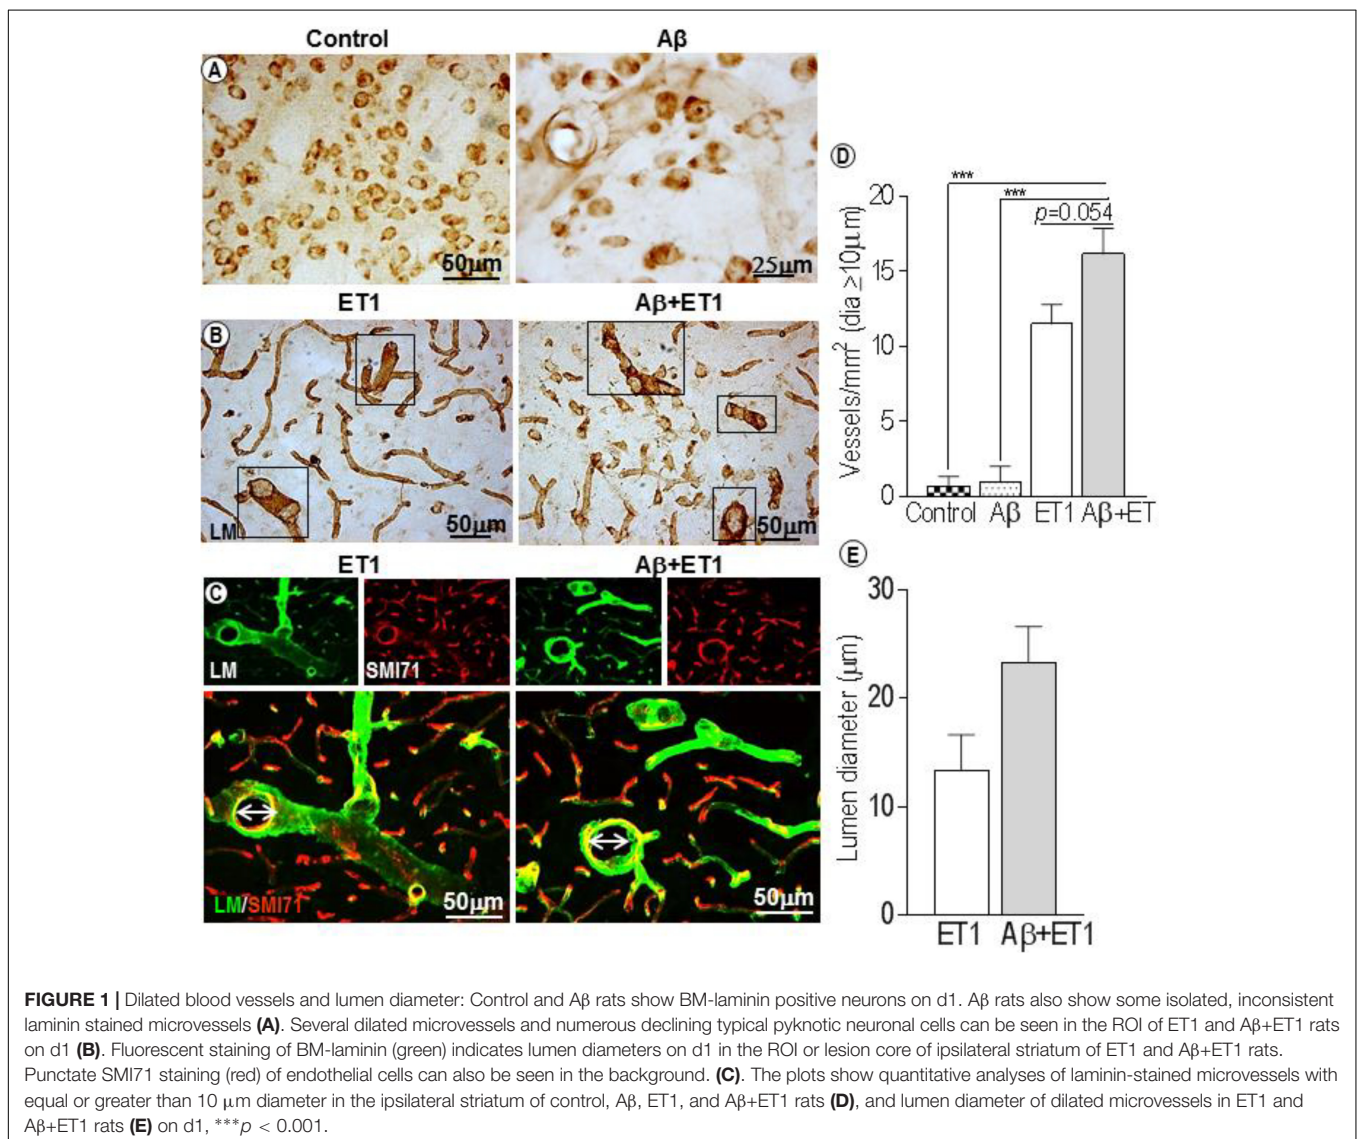 Control
Aβ
A
50μm
25μm
ET1
Aβ+ET1
B
LM
50μm
50μm
ET1
Aβ+ET1
C
LM
SMI71
LM/SMI71
50μm
50μm
D
Vessels/mm² (dia ≥10μm)
20
15
10
5
0
***
***
p=0.054
Control Aβ ET1 Aβ+ET
E
Lumen diameter (μm)
30
20
10
0
ET1 Aβ+ET1
FIGURE 1 | Dilated blood vessels and lumen diameter: Control and Aβ rats show BM-laminin positive neurons on d1. Aβ rats also show some isolated, inconsistent
laminin stained microvessels (A). Several dilated microvessels and numerous declining typical pyknotic neuronal cells can be seen in the ROI of ET1 and Aβ+ET1 rats
on d1 (B). Fluorescent staining of BM-laminin (green) indicates lumen diameters on d1 in the ROI or lesion core of ipsilateral striatum of ET1 and Aβ+ET1 rats.
Punctate SMI71 staining (red) of endothelial cells can also be seen in the background. (C). The plots show quantitative analyses of laminin-stained microvessels with
equal or greater than 10 μm diameter in the ipsilateral striatum of control, Aβ, ET1, and Aβ+ET1 rats (D), and lumen diameter of dilated microvessels in ET1 and
Aβ+ET1 rats (E) on d1, ***p < 0.001.